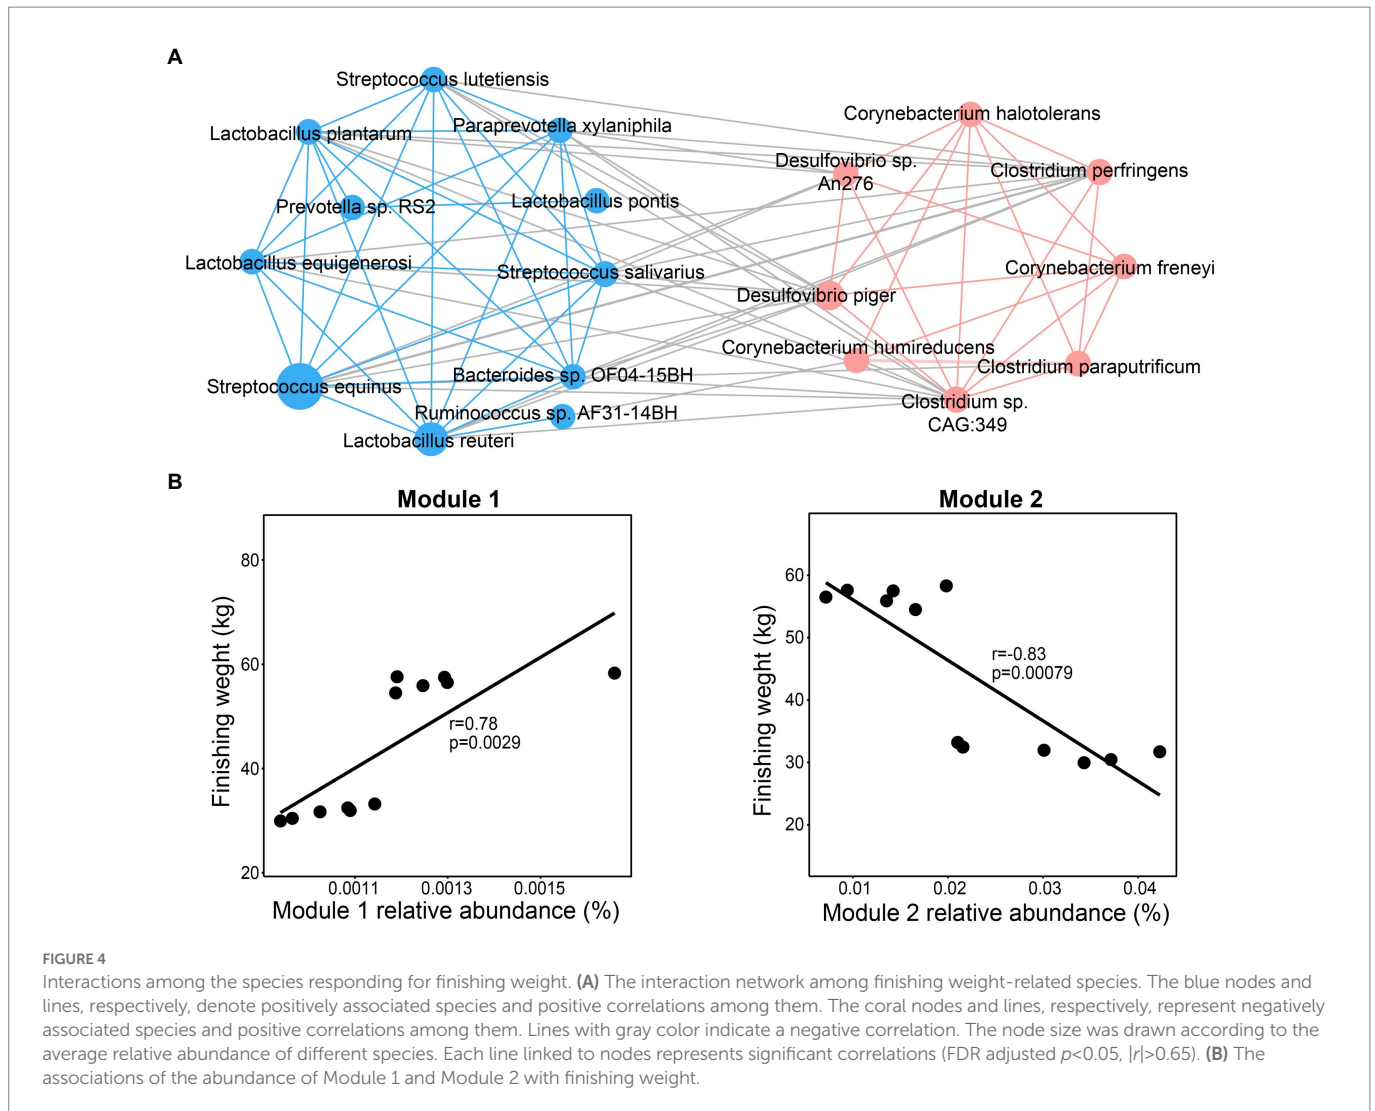 A
Streptococcus lutetiensis
Corynebacterium halotolerans
Lactobacillus plantarum
Paraprevotella xylaniphila
Desulfovibrio sp.
An276
Clostridium perfringens
Prevotella sp. RS2
Lactobacillus pontis
Lactobacillus equigenerosi
Streptococcus salivarius
Corynebacterium freneyi
Desulfovibrio piger
Corynebacterium humireducens
Clostridium paraputrificum
Streptococcus equinus
Bacteroides sp. OF04-15BH
Clostridium sp.
CAG:349
Ruminococcus sp. AF31-14BH
Lactobacillus reuteri
B
Module 1
Finishing weght (kg)
80
60
40
20
r=0.78
p=0.0029
0.0011 0.0013 0.0015
Module 1 relative abundance (%)
Module 2
Finishing weght (kg)
60
50
40
30
20
r=-0.83
p=0.00079
0.01 0.02 0.03 0.04
Module 2 relative abundance (%)
FIGURE 4
Interactions among the species responding for finishing weight. (A) The interaction network among finishing weight-related species. The blue nodes and
lines, respectively, denote positively associated species and positive correlations among them. The coral nodes and lines, respectively, represent negatively
associated species and positive correlations among them. Lines with gray color indicate a negative correlation. The node size was drawn according to the
average relative abundance of different species. Each line linked to nodes represents significant correlations (FDR adjusted p<0.05, |r|>0.65). (B) The
associations of the abundance of Module 1 and Module 2 with finishing weight.